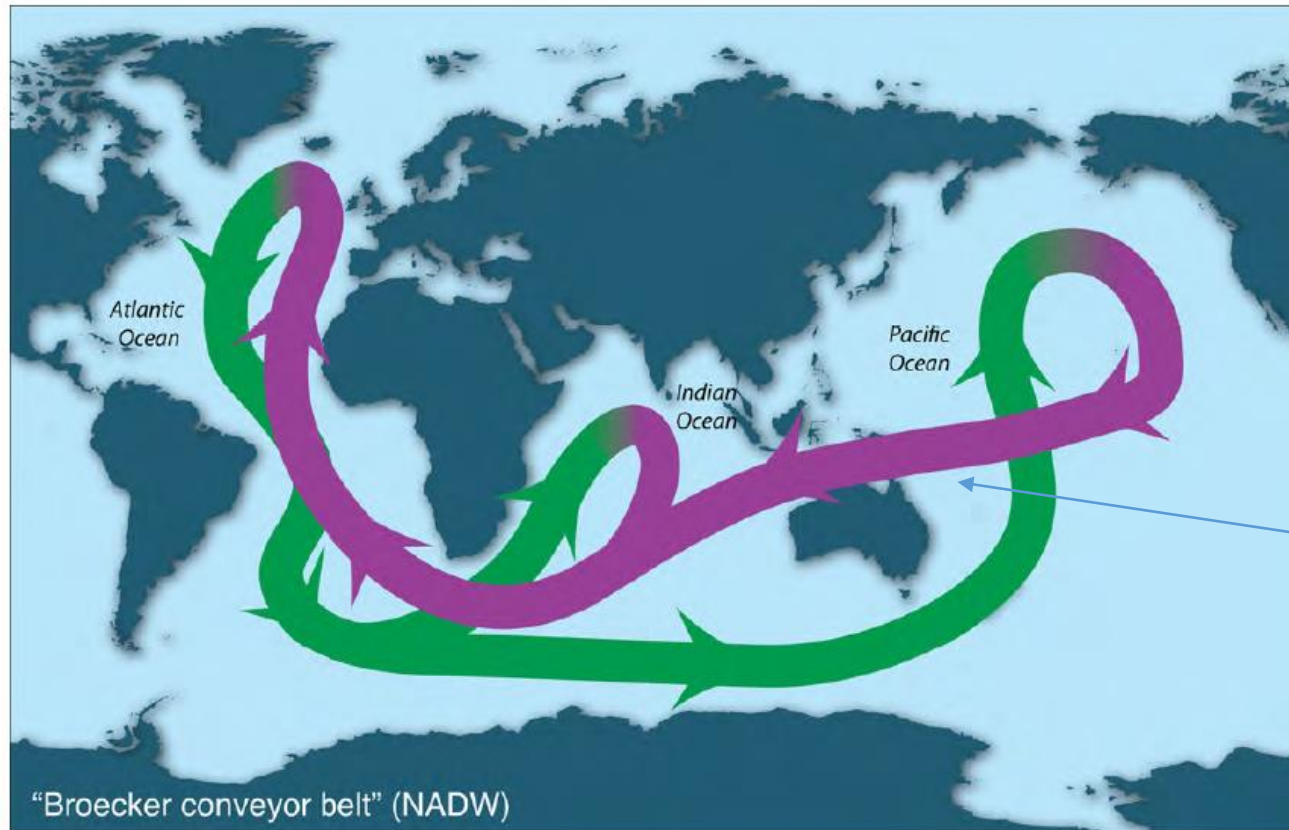 Atlantic
Ocean
Pacific
Ocean
Indian
Ocean
“Broecker conveyor belt” (NADW)